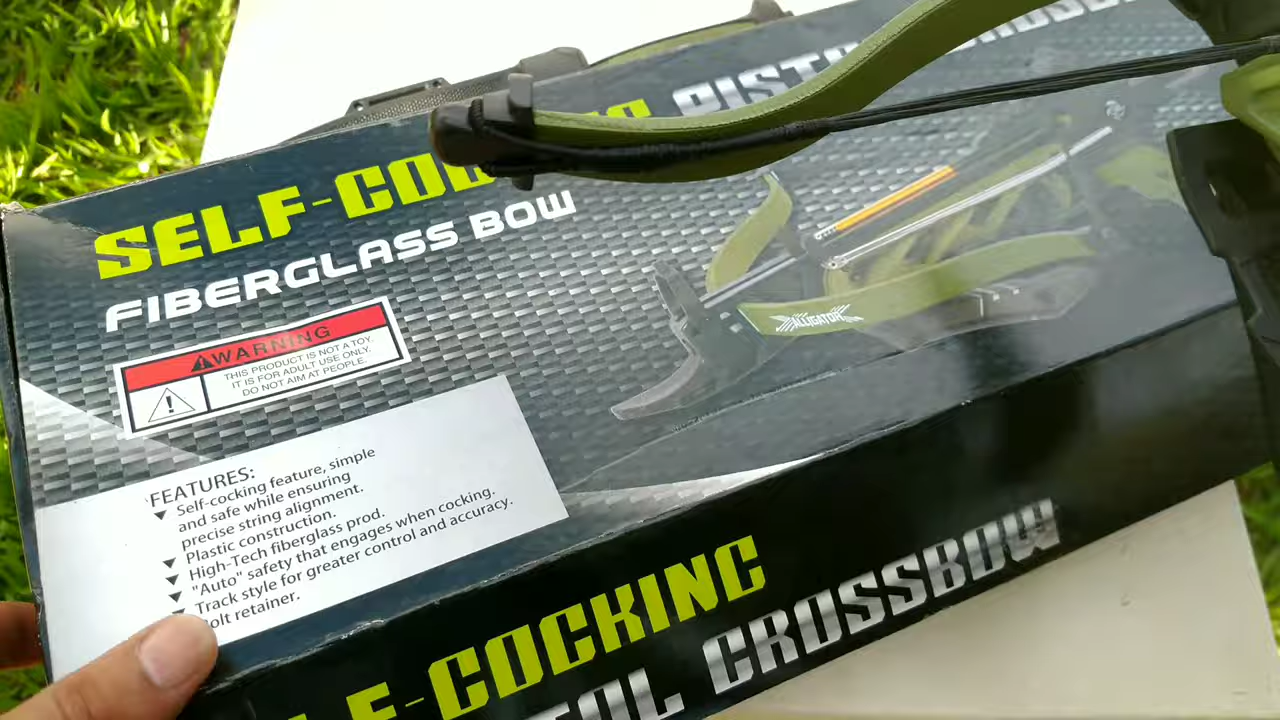 SELF-CO
PISTO
FIBERGLASS BOW
WARNING
THIS PRODUCT IS NOT A TOY.
IT IS FOR ADULT USE ONLY.
DO NOT AIM AT PEOPLE.
ALLIGATOR
FEATURES:
Self-cocking feature, simple
and safe while ensuring
precise string alignment.
Plastic construction.
High-Tech fiberglass prod.
"Auto" safety that engages when cocking.
Track style for greater control and accuracy.
olt retainer.
F-COCKING
TOL CROSSBOW